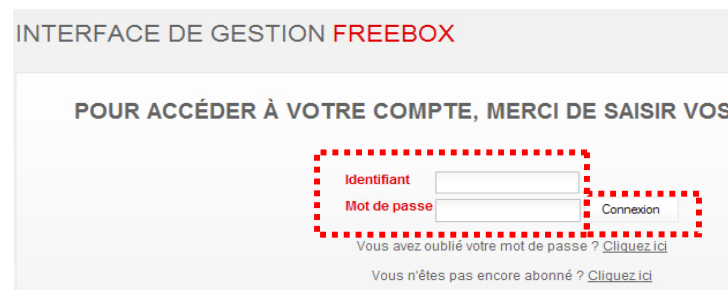 INTERFACE DE GESTION FREEBOX
POUR ACCÉDER À VOTRE COMPTE, MERCI DE SAISIR VOS
Identifiant
Mot de passe
Connexion
Vous avez oublié votre mot de passe ? Cliquez ici
Vous n'êtes pas encore abonné ? Cliquez ici